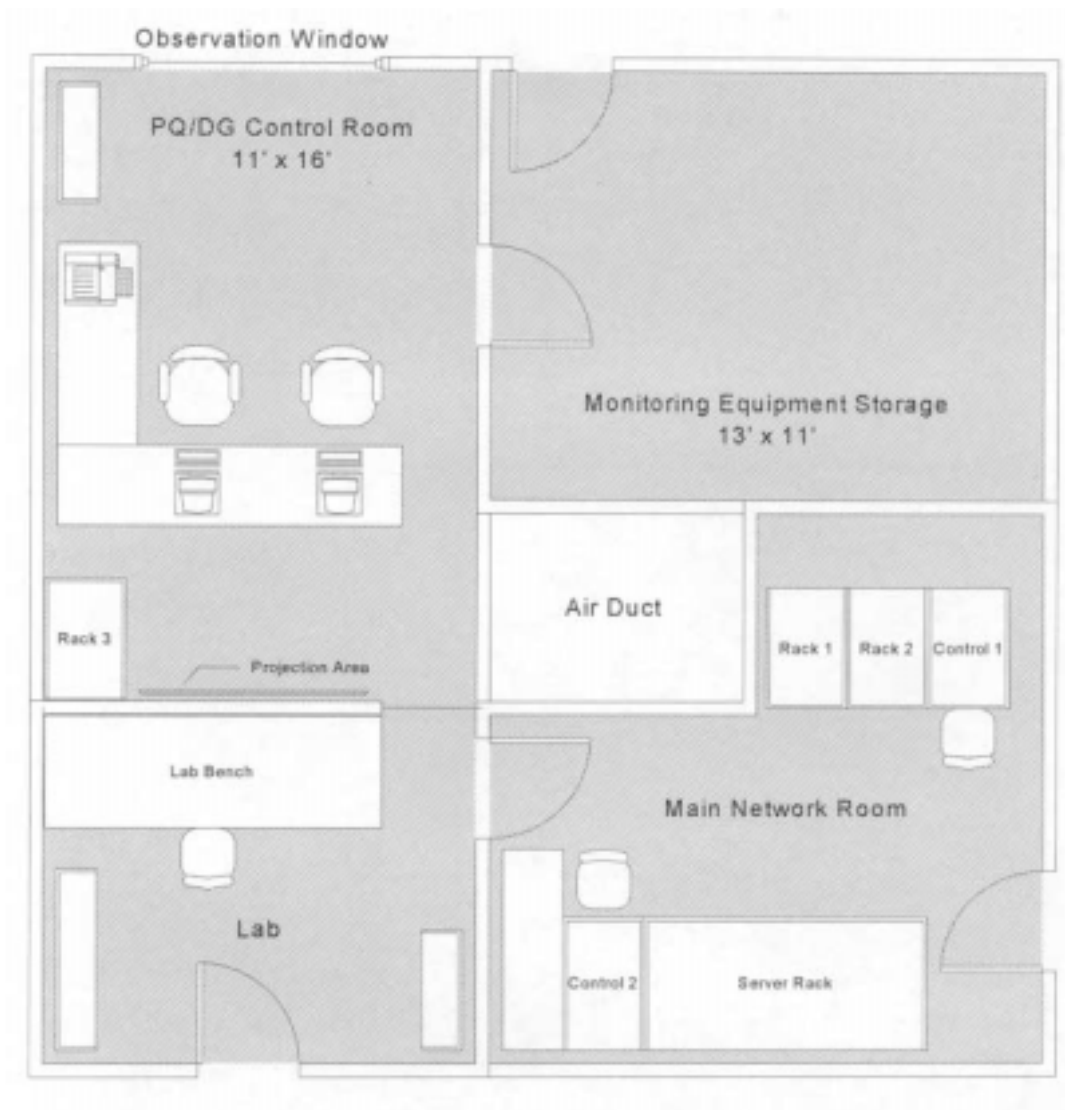 Observation Window
PQ/DG Control Room
11' x 16'
Monitoring Equipment Storage
13' x 11'
Air Duct
Rack 3
Projection Area
Rack 1
Rack 2
Control 1
Lab Bench
Main Network Room
Lab
Control 2
Server Rack